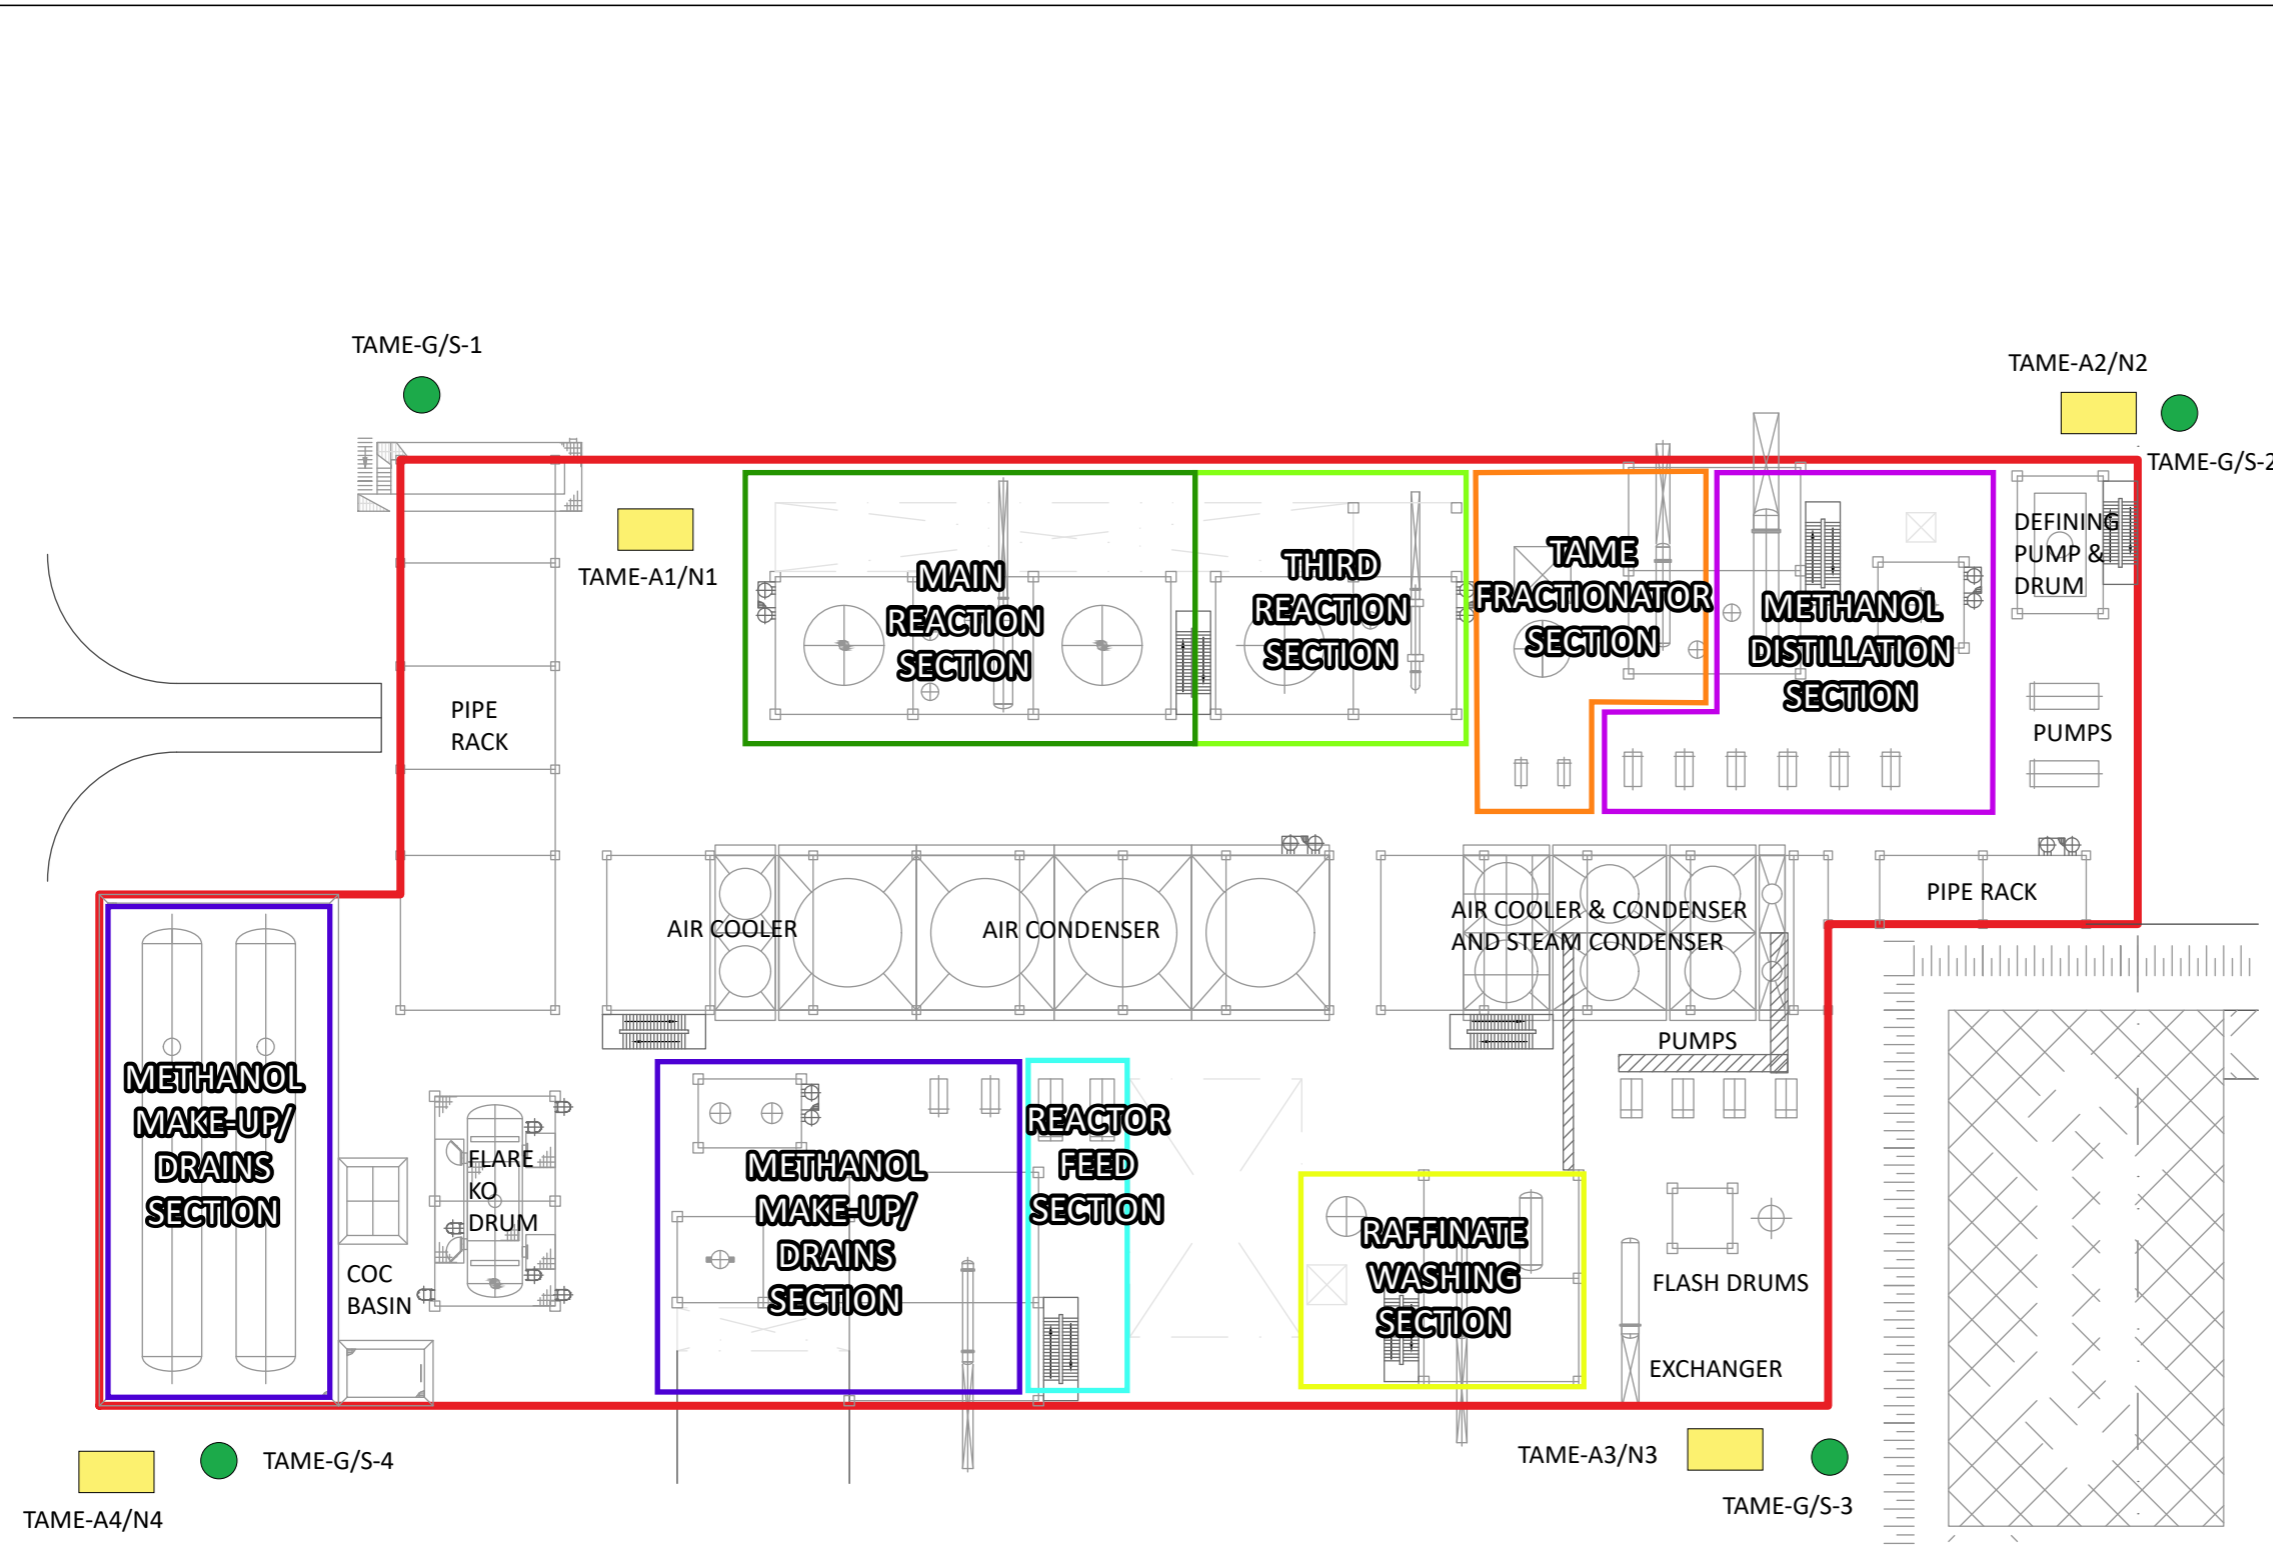 TAME-G/S-1
TAME-A2/N2
TAME-G/S-2
TAME-A1/N1
MAIN
REACTION
SECTION
THIRD
REACTION
SECTION
TAME
FRACTIONATOR
SECTION
METHANOL
DISTILLATION
SECTION
DEFINING
PUMP &
DRUM
PIPE
RACK
PUMPS
AIR COOLER
AIR CONDENSER
AIR COOLER & CONDENSER
AND STEAM CONDENSER
PIPE RACK
PUMPS
METHANOL
MAKE-UP/
DRAINS
SECTION
FLARE
KO
DRUM
COC
BASIN
METHANOL
MAKE-UP/
DRAINS
SECTION
REACTOR
FEED
SECTION
RAFFINATE
WASHING
SECTION
FLASH DRUMS
EXCHANGER
TAME-G/S-4
TAME-A4/N4
TAME-A3/N3
TAME-G/S-3